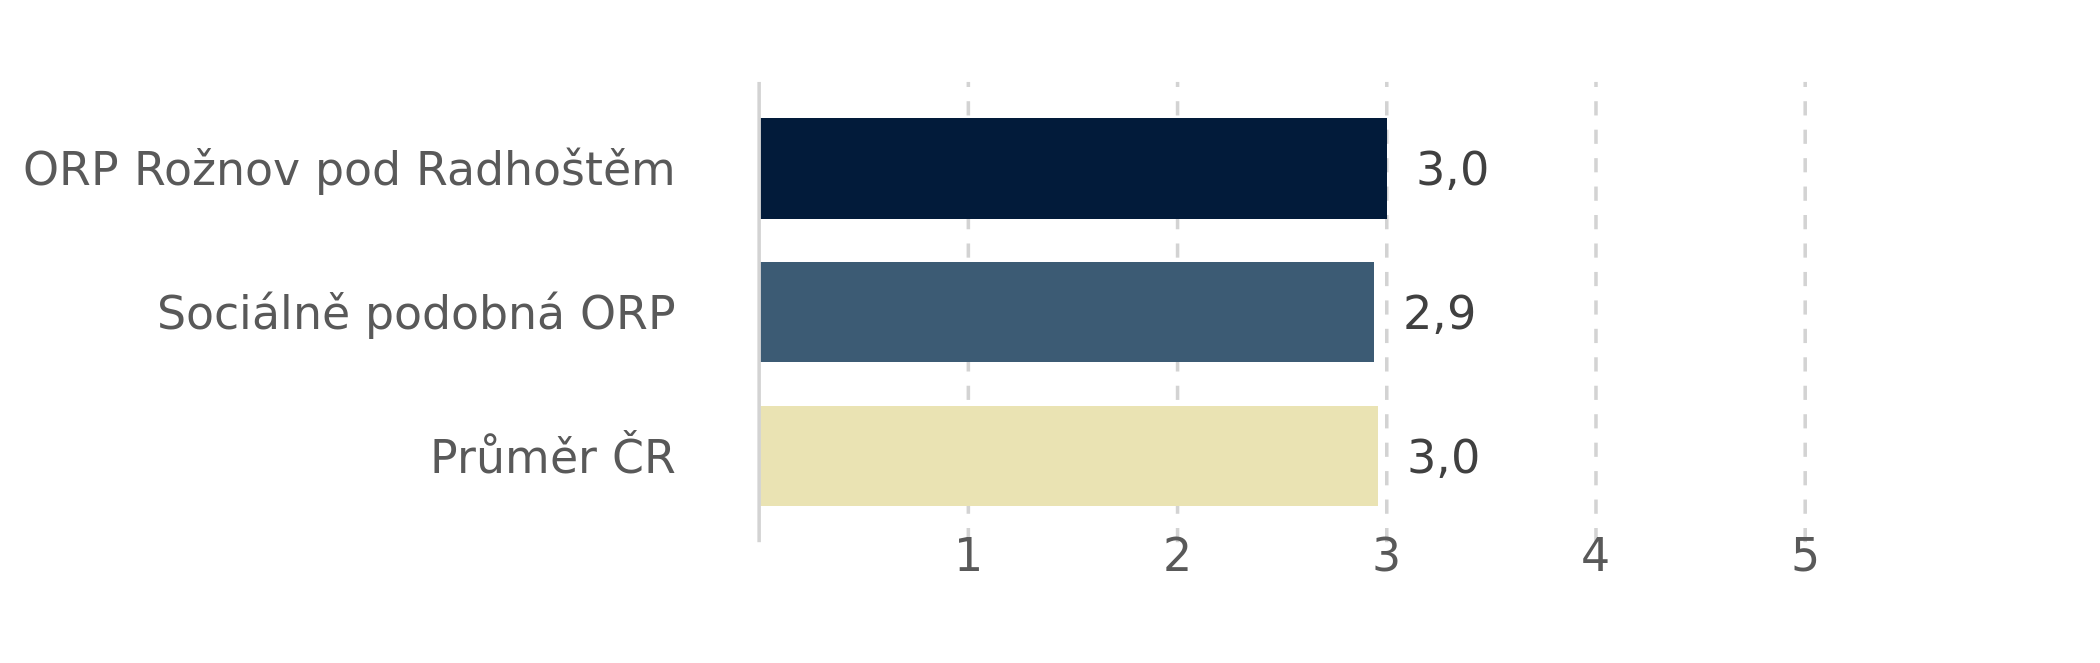 ORP Rožnov pod Radhoštěm 3,0
Sociálně podobná ORP 2,9
Průměr ČR 3,0
1 2 3 4 5